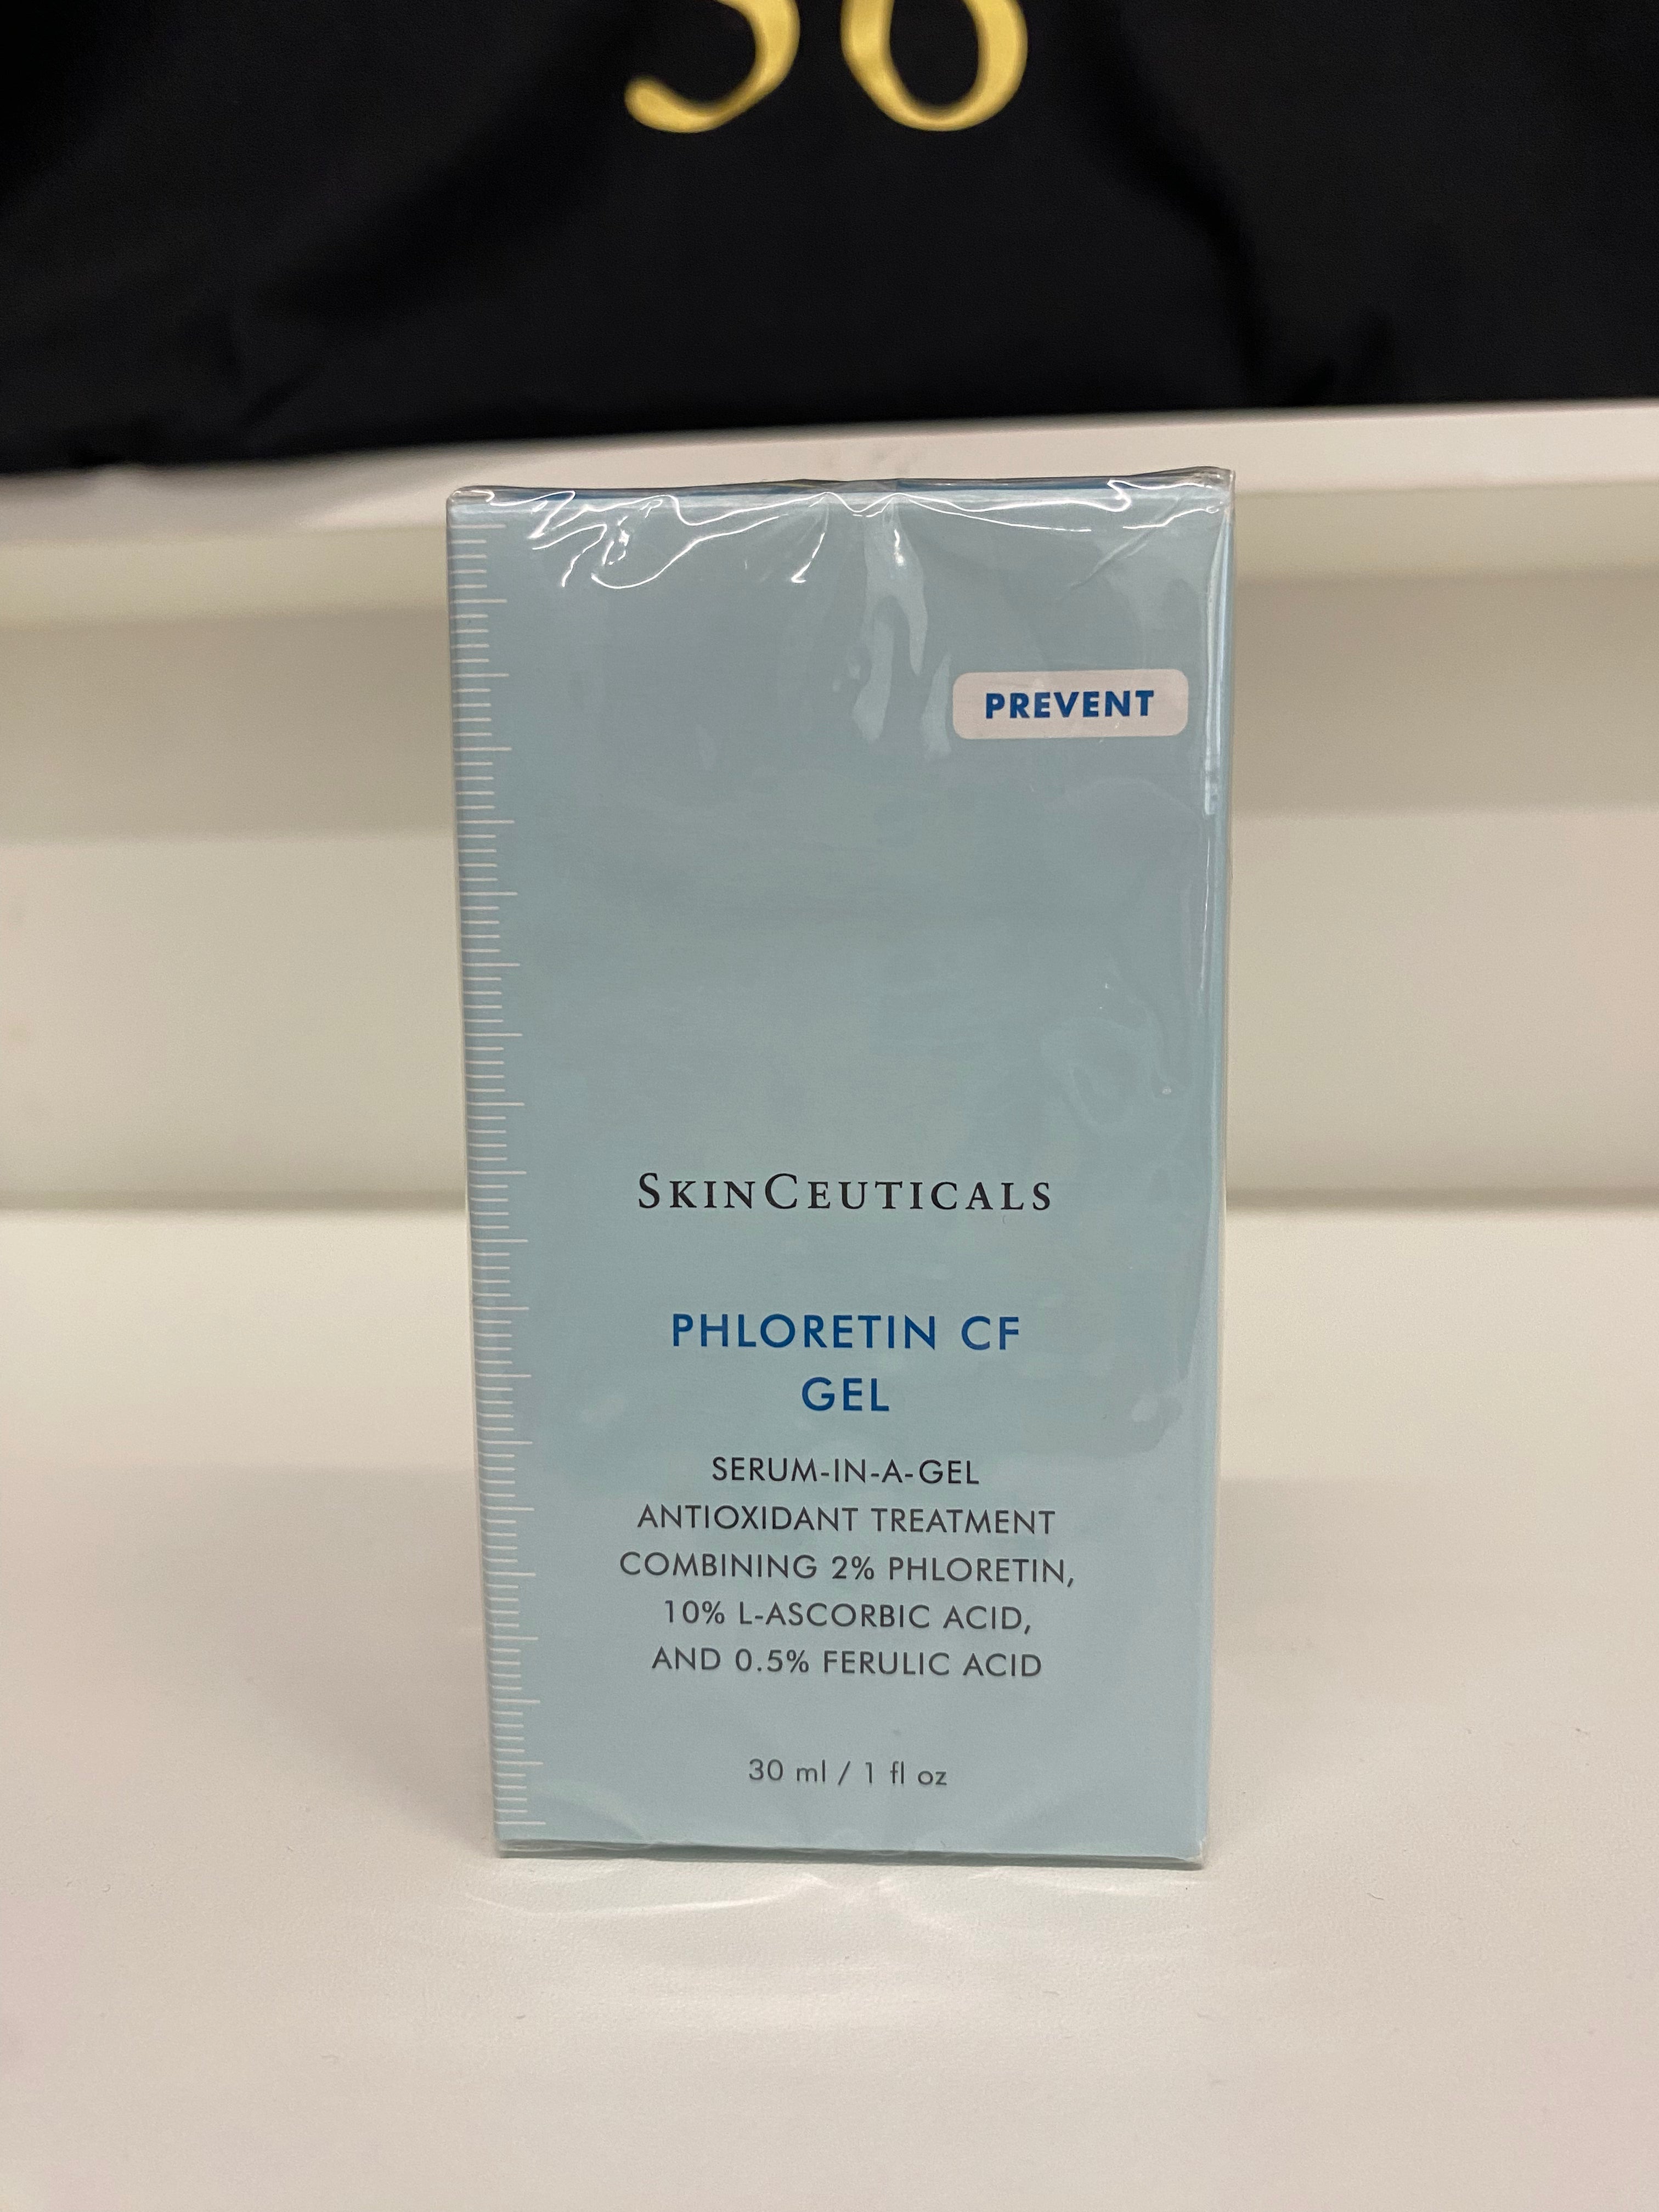 PREVENT
SKINCEUTICALS
PHLORETIN CF
GEL
SERUM-IN-A-GEL
ANTIOXIDANT TREATMENT
COMBINING 2% PHLORETIN,
10% L-ASCORBIC ACID,
AND 0.5% FERULIC ACID
30 ml / 1 fl oz